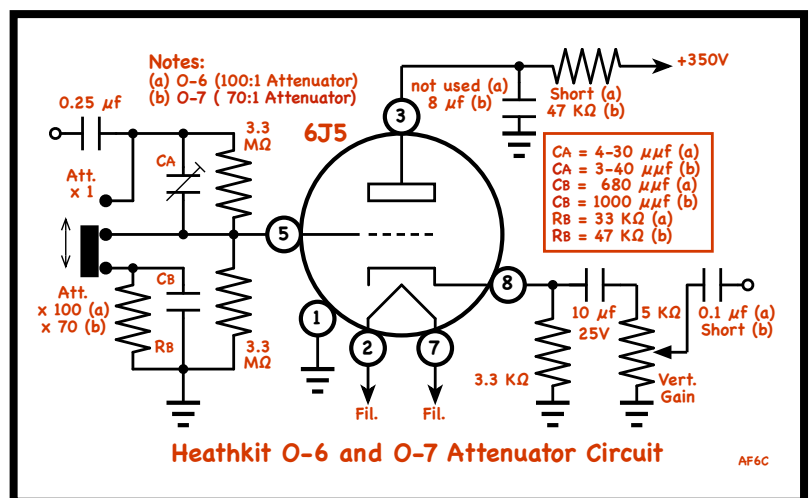 Notes:
(a) O-6 (100:1 Attenuator)
(b) O-7 ( 70:1 Attenuator)
+350V
not used (a)
8 µf (b)
Short (a)
47 KΩ (b)
0.25 µf
3.3
MΩ
6J5
3
CA
Att.
x 1
CA = 4-30 µµf (a)
CA = 3-40 µµf (b)
CB = 680 µµf (a)
CB = 1000 µµf (b)
RB = 33 KΩ (a)
RB = 47 KΩ (b)
5
CB
8
Att.
x 100 (a)
x 70 (b)
RB
1
2
7
3.3
MΩ
10 µf
25V
5 KΩ
0.1 µf (a)
Short (b)
3.3 KΩ
Vert.
Gain
Fil.
Fil.
Heathkit O-6 and O-7 Attenuator Circuit
AF6C